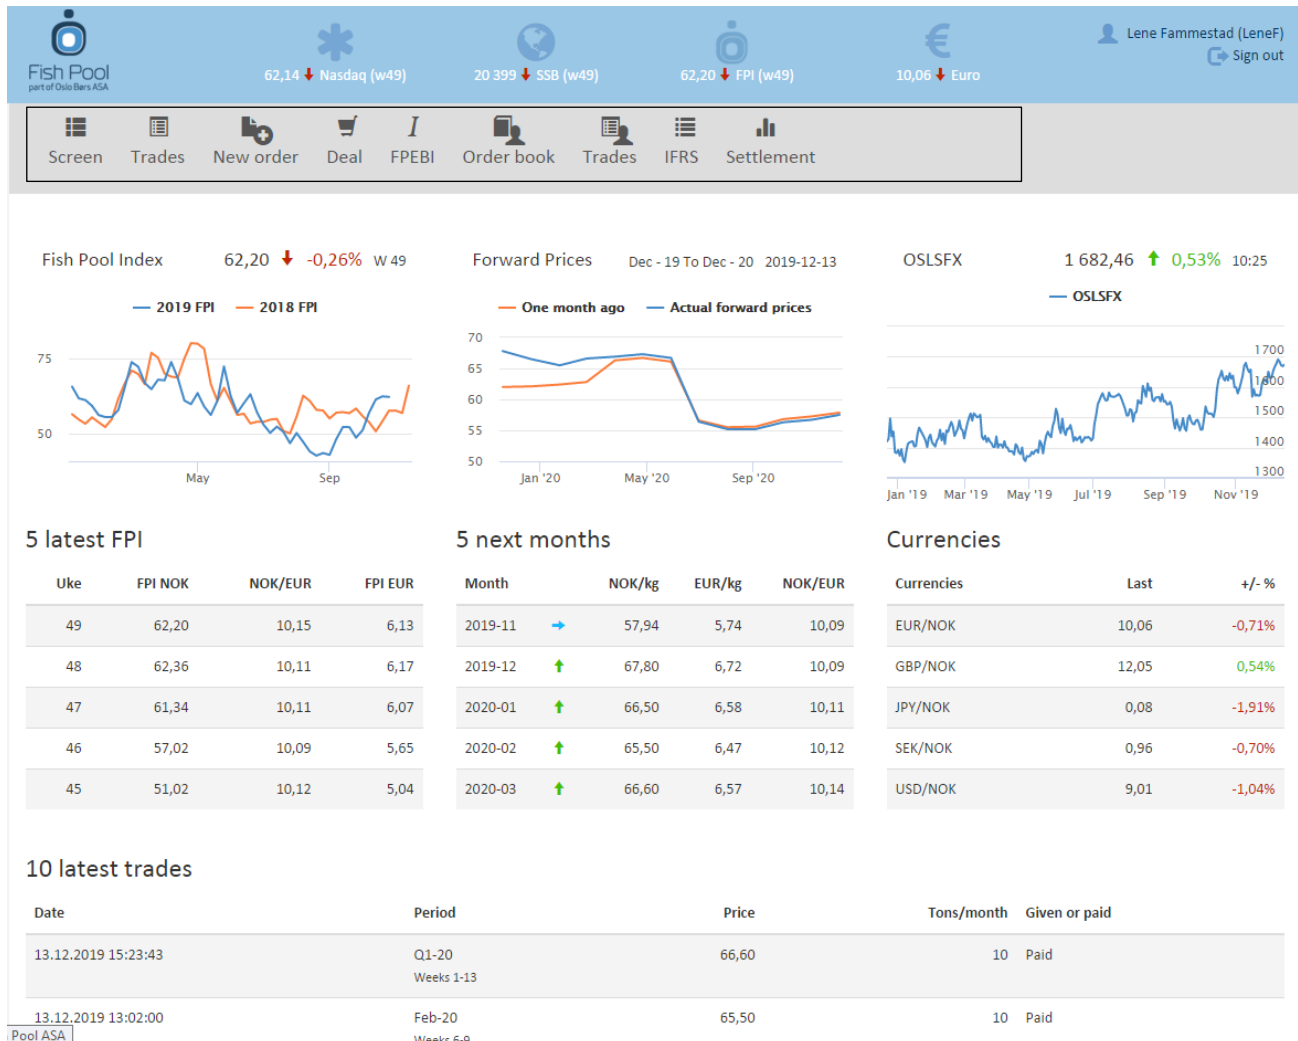 Fish Pool
part of Oslo Børs ASA
62,14 Nasdaq (w49)
20 399 SSB (w49)
62,20 FPI (w49)
€
10,06 Euro
Lene Fammestad (LeneF)
Sign out
Screen Trades New order Deal FPEBI Order book Trades IFRS Settlement
Fish Pool Index 62,20 -0,26% W 49
2019 FPI 2018 FPI
75
50
May Sep
Forward Prices Dec - 19 To Dec - 20 2019-12-13
One month ago Actual forward prices
70
65
60
55
50
Jan '20 May '20 Sep '20
OSLSFX 1 682,46 0,53% 10:25
OSLSFX
1700
1600
1500
1400
1300
Jan '19 Mar '19 May '19 Jul '19 Sep '19 Nov '19
5 latest FPI
Uke FPI NOK NOK/EUR FPI EUR
49 62,20 10,15 6,13
48 62,36 10,11 6,17
47 61,34 10,11 6,07
46 57,02 10,09 5,65
45 51,02 10,12 5,04
5 next months
Month NOK/kg EUR/kg NOK/EUR
2019-11 57,94 5,74 10,09
2019-12 67,80 6,72 10,09
2020-01 66,50 6,58 10,11
2020-02 65,50 6,47 10,12
2020-03 66,60 6,57 10,14
Currencies
Currencies Last +/- %
EUR/NOK 10,06 -0,71%
GBP/NOK 12,05 0,54%
JPY/NOK 0,08 -1,91%
SEK/NOK 0,96 -0,70%
USD/NOK 9,01 -1,04%
10 latest trades
Date Period Price Tons/month Given or paid
13.12.2019 15:23:43 Q1-20 66,60 10 Paid
Weeks 1-13
13.12.2019 13:02:00 Feb-20 65,50 10 Paid
Weeks 6-9
Pool ASA